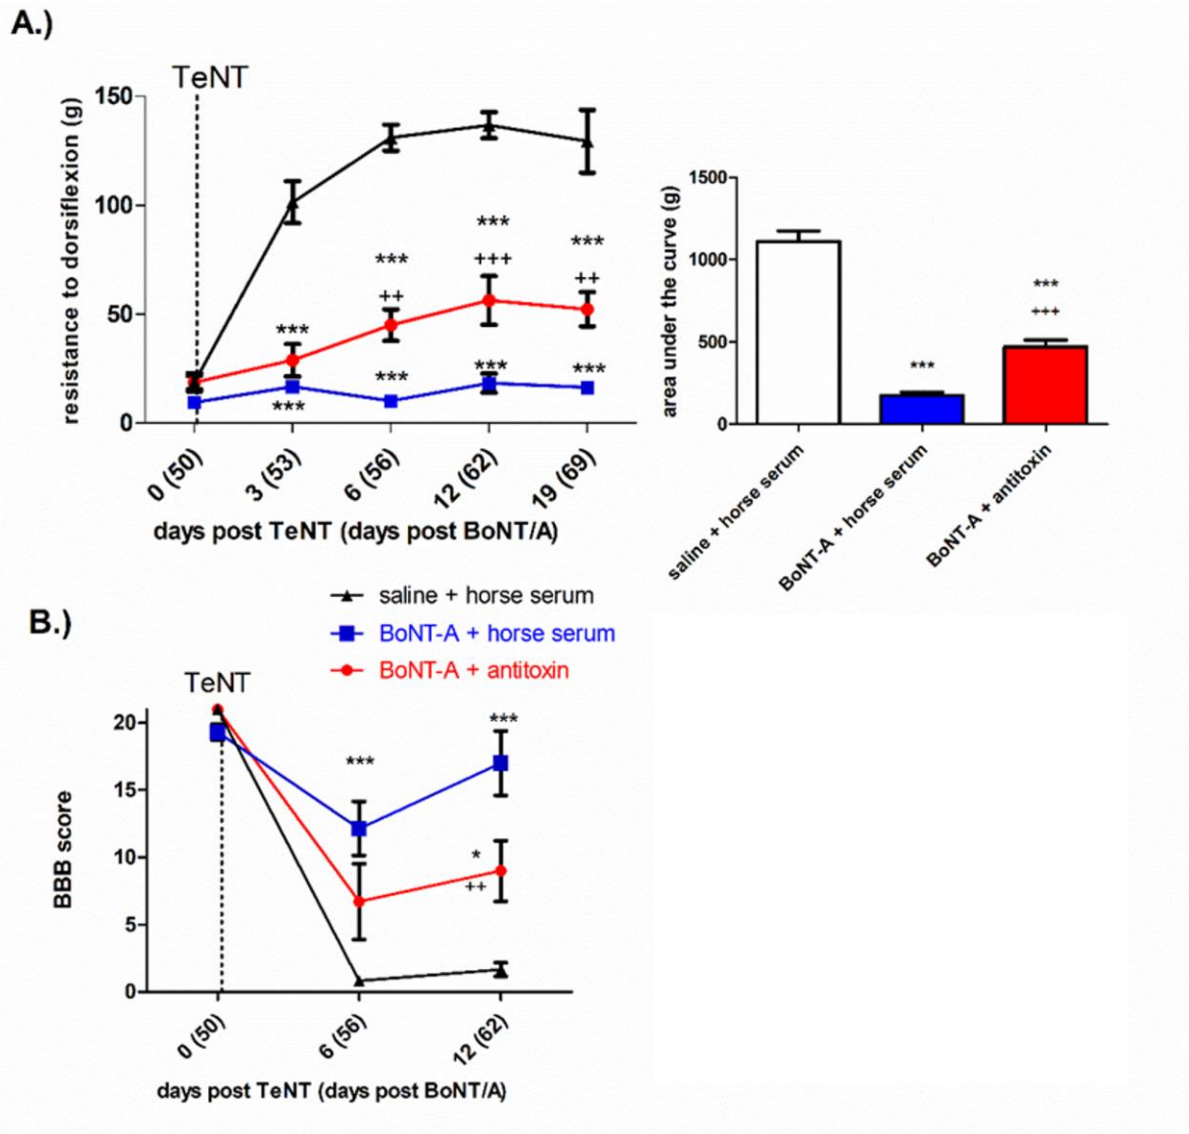 A.)
TeNT
resistance to dorsiflexion (g)
150
100
50
0
***
***
***
++
***
***
+++
***
***
++
***
0 (50)
3 (53)
6 (56)
12 (62)
19 (69)
days post TeNT (days post BoNT/A)
area under the curve (g)
1500
1000
500
0
***
***
+++
saline + horse serum
BoNT-A + horse serum
BoNT-A + antitoxin
saline + horse serum
BoNT-A + horse serum
BoNT-A + antitoxin
B.)
TeNT
BBB score
20
15
10
5
0
***
***
*
++
0 (50)
6 (56)
12 (62)
days post TeNT (days post BoNT/A)